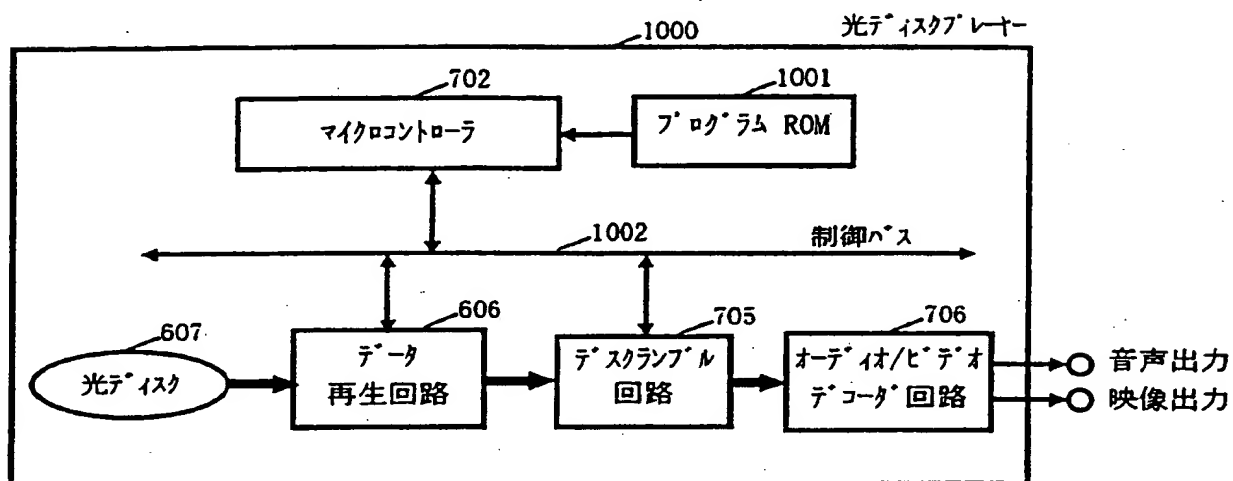 光ディスクプレーヤー
1000
702
1001
マイクロコントローラ
プログラム ROM
1002
制御バス
607
606
705
706
光ディスク
データ
再生回路
デスクランブル
回路
オーディオ/ビデオ
デコーダ回路
音声出力
映像出力